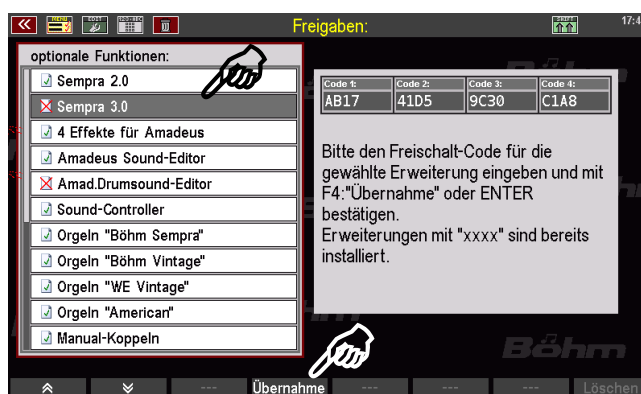 MENU
EDIT
Freigaben:
SHIFT
17:4
optionale Funktionen:
Sempra 2.0
Sempra 3.0
4 Effekte für Amadeus
Amadeus Sound-Editor
Amad.Drumsound-Editor
Sound-Controller
Orgeln "Böhm Sempra"
Orgeln "Böhm Vintage"
Orgeln "WE Vintage"
Orgeln "American"
Manual-Koppeln
Code 1: Code 2: Code 3: Code 4:
AB17 41D5 9C30 C1A8
Bitte den Freischalt-Code für die
gewählte Erweiterung eingeben und mit
F4:"Übernahme" oder ENTER
bestätigen.
Erweiterungen mit "xxxx" sind bereits
installiert.
Böhm
--- Übernahme --- --- --- Löschen